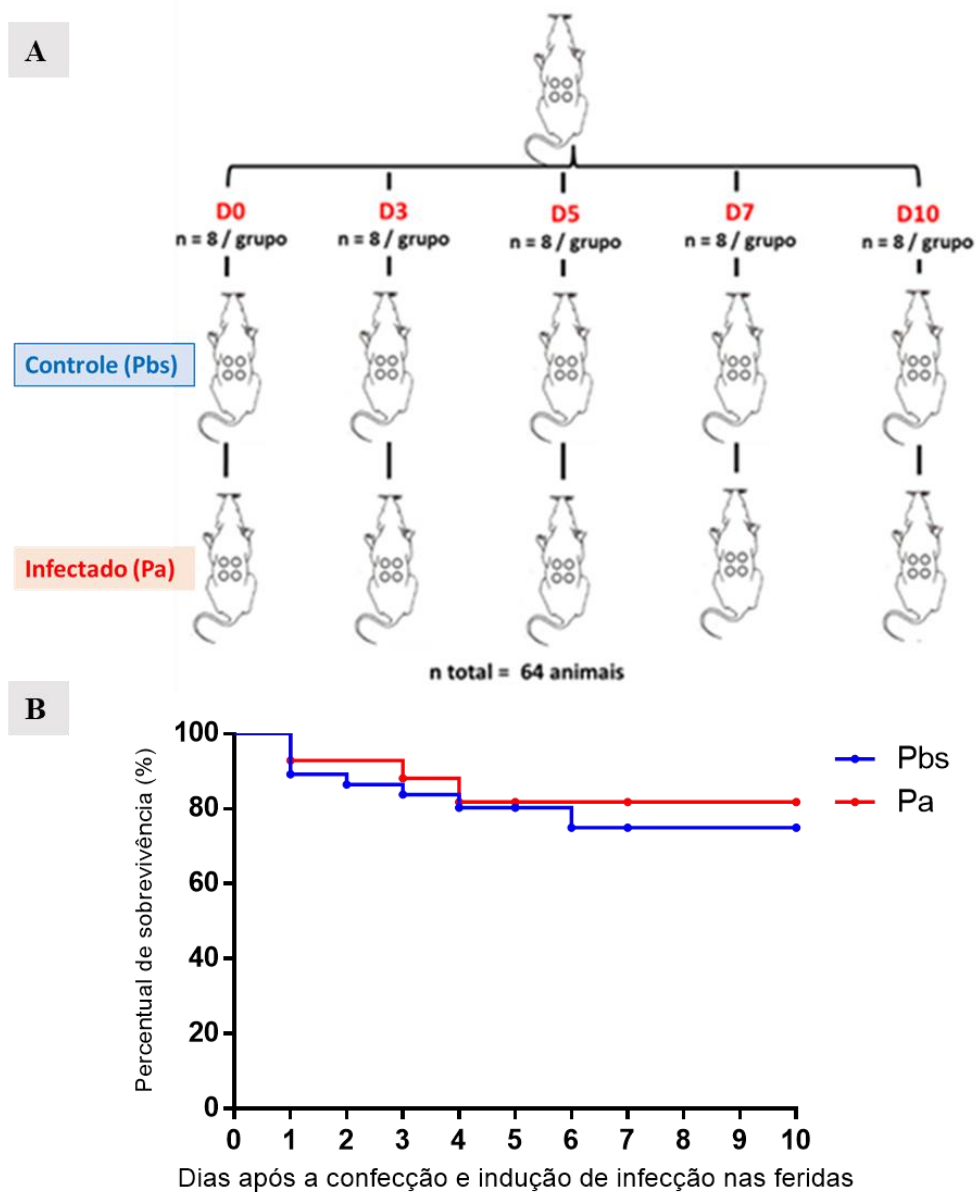 A
D0 D3 D5 D7 D10
n = 8 / grupo n = 8 / grupo n = 8 / grupo n = 8 / grupo n = 8 / grupo
Controle (Pbs)
Infectado (Pa)
n total = 64 animais
B
Percentual de sobrevivência (%)
100
80
60
40
20
0
Pbs
Pa
0 1 2 3 4 5 6 7 8 9 10
Dias após a confecção e indução de infecção nas feridas